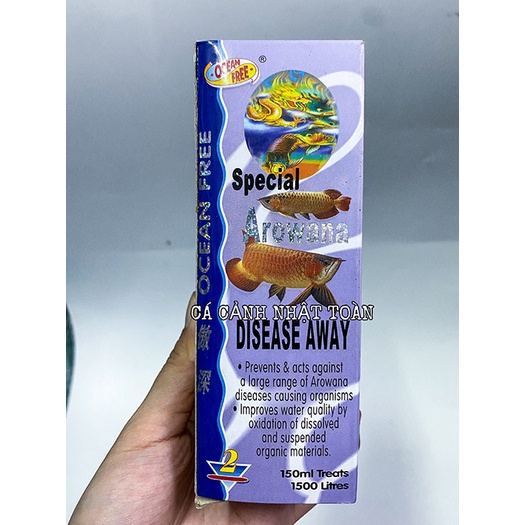 OCEAN
FREE
®
Special
Arowana
CÁ CẢNH NHẬT TOÀN
DISEASE AWAY
• Prevents & acts against
a large range of Arowana
diseases causing organisms
• Improves water quality by
oxidation of dissolved
and suspended
organic materials.
2
150ml Treats
1500 Litres
OCEAN FREE